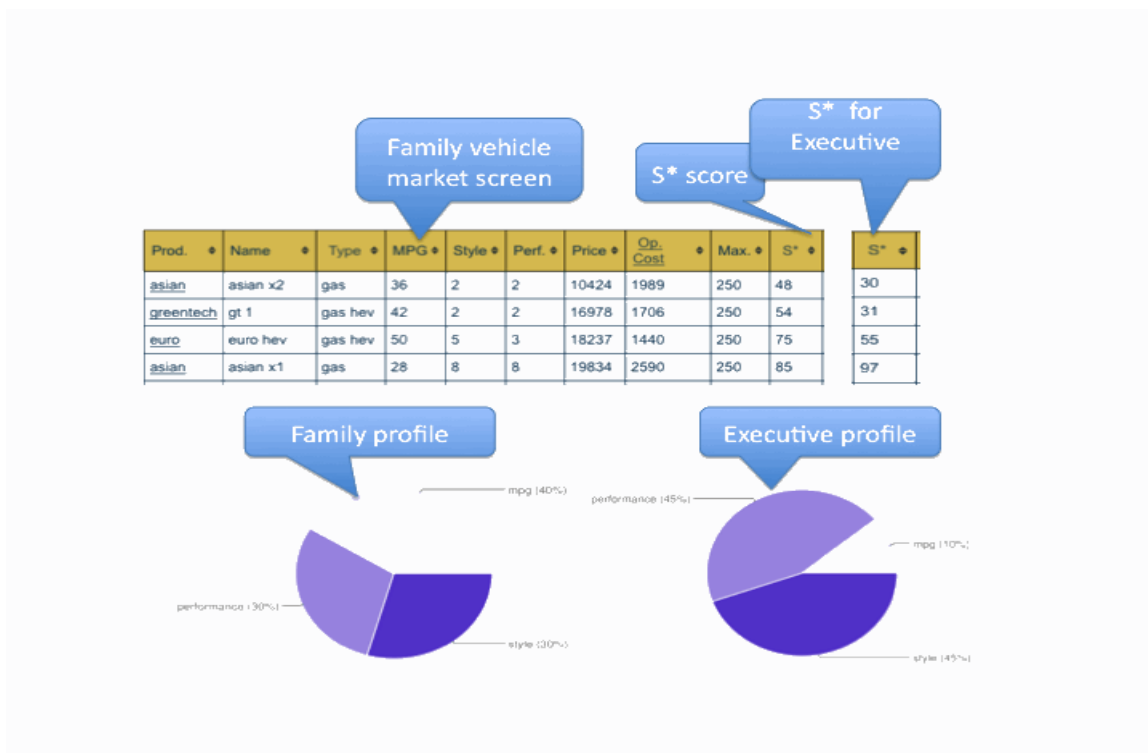 S* for
Executive
Family vehicle
market screen
S* score
Prod. Name Type MPG Style Perf. Price Op. Cost Max. S* S*
asian asian x2 gas 36 2 2 10424 1989 250 48 30
greentech gt 1 gas hev 42 2 2 16978 1706 250 54 31
euro euro hev gas hev 50 5 3 18237 1440 250 75 55
asian asian x1 gas 28 8 8 19834 2590 250 85 97
Family profile
Executive profile
mpg (40%)
performance (30%)
style (30%)
performance (45%)
mpg (10%)
style (45%)